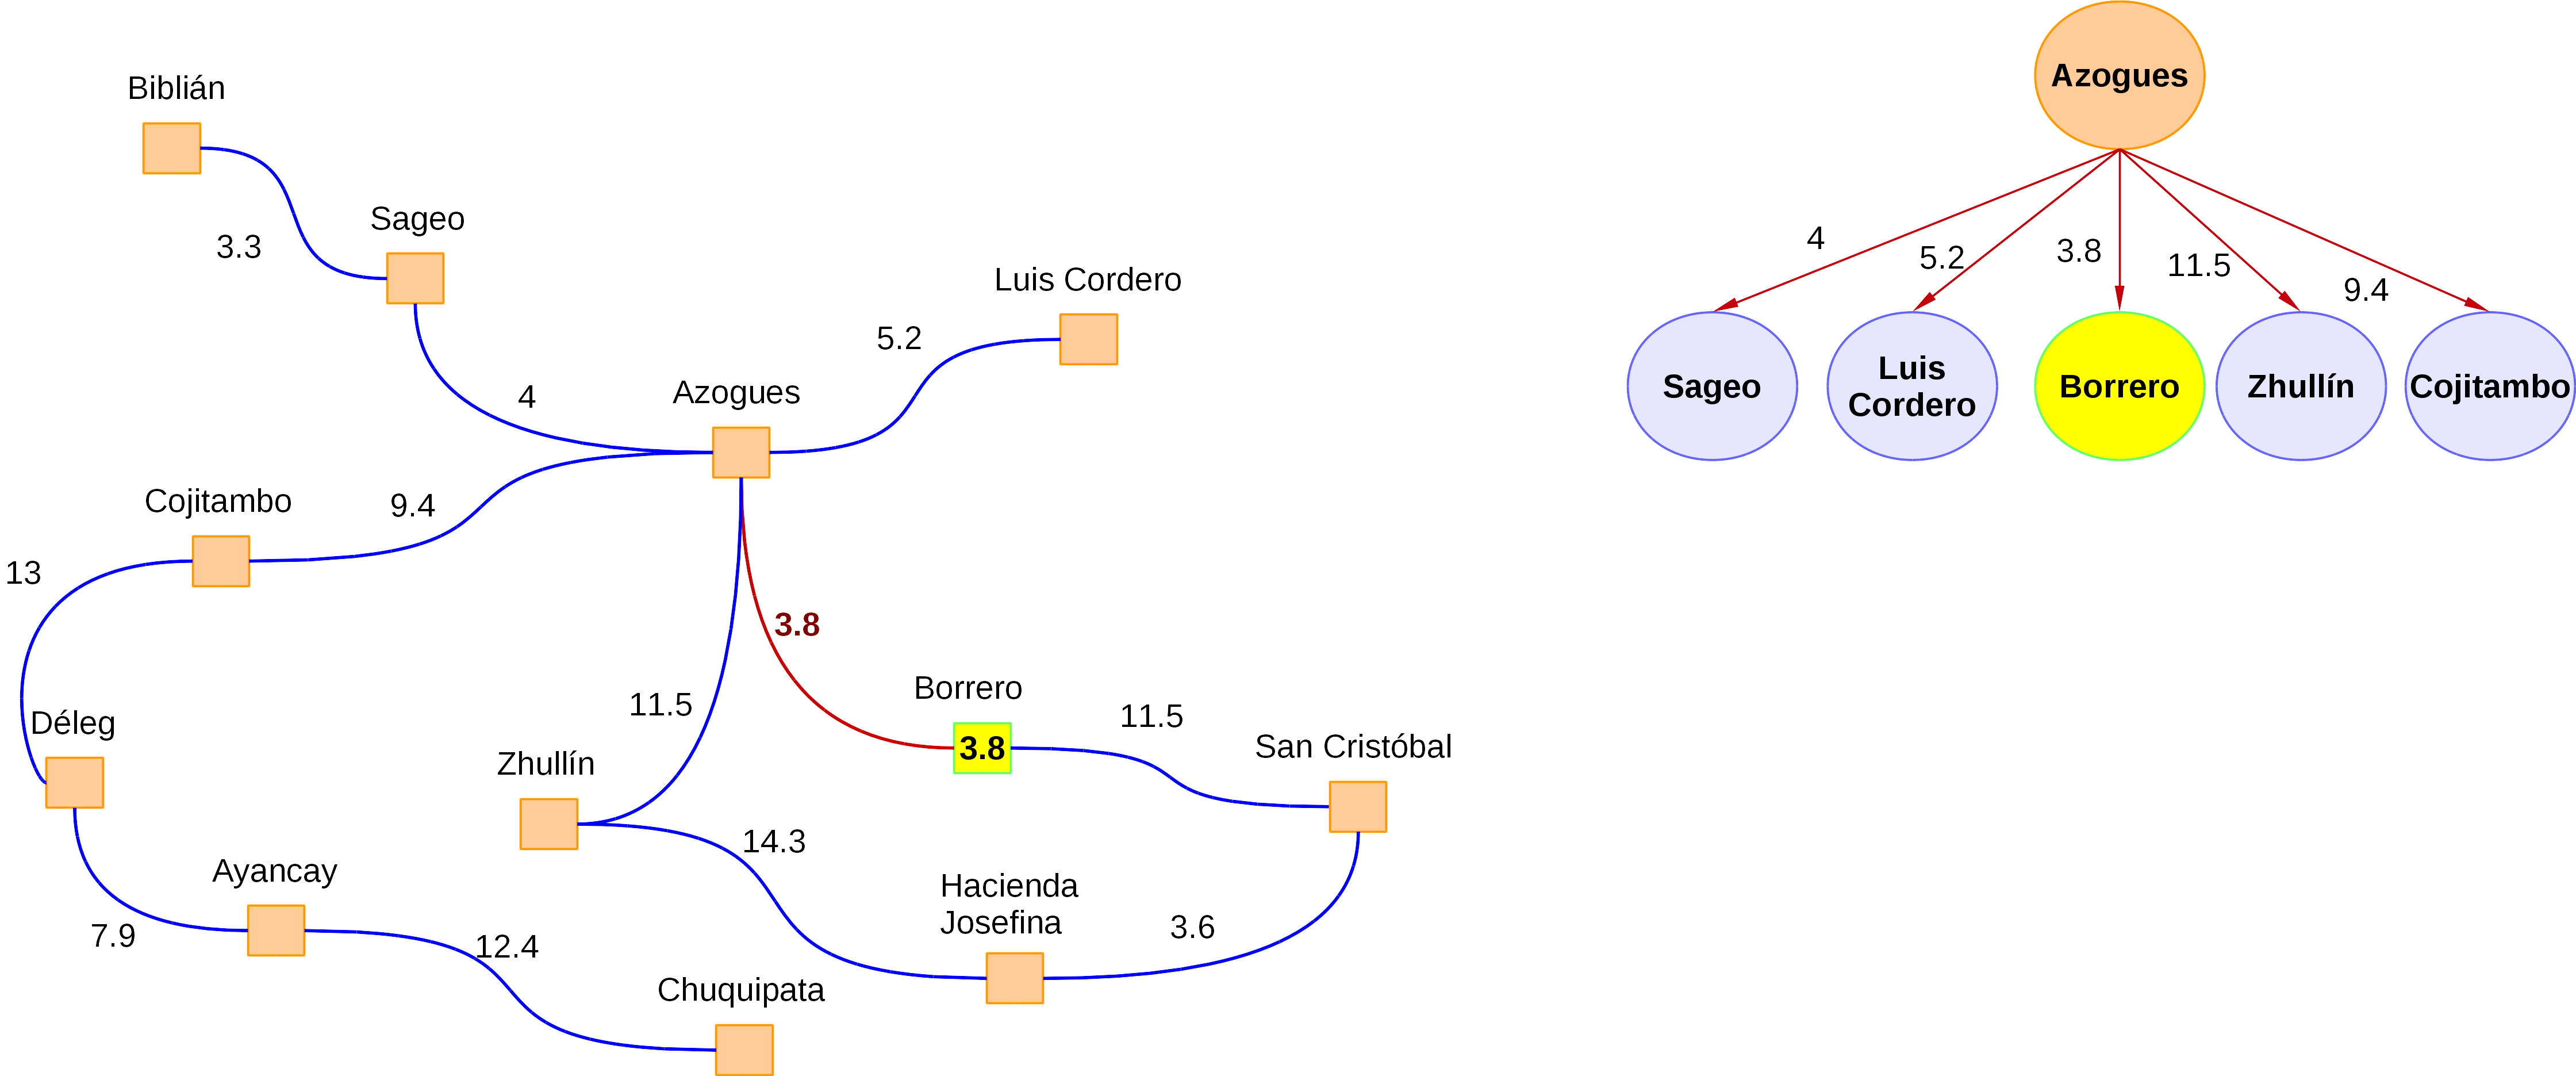 Biblián
Sageo
3.3
Luis Cordero
5.2
4
Azogues
Cojitambo
9.4
13
3.8
Borrero
11.5
11.5
Déleg
3.8
San Cristóbal
Zhullín
14.3
Ayancay
Hacienda
Josefina
3.6
7.9
12.4
Chuquipata
Azogues
4
5.2
3.8
11.5
9.4
Sageo
Luis
Cordero
Borrero
Zhullín
Cojitambo